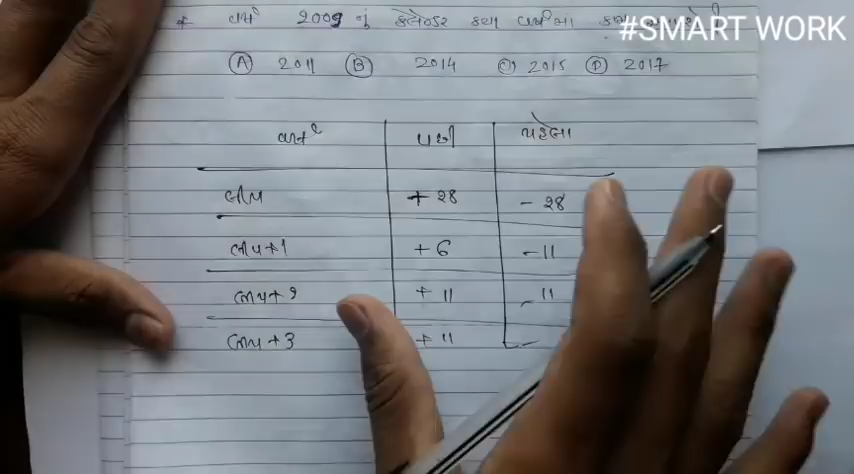 * વર્ષ 2009 નું કેલેન્ડર કયા વર્ષમાં
#SMART WORK
Ⓐ 2011 Ⓑ 2014 Ⓒ 2015 Ⓓ 2017
વર્ષ પછી પહેલા
લીપ + 28 - 28
લીપ+1 + 6 - 11
લીપ+2 + 11 - 11
લીપ+3 + 11 -